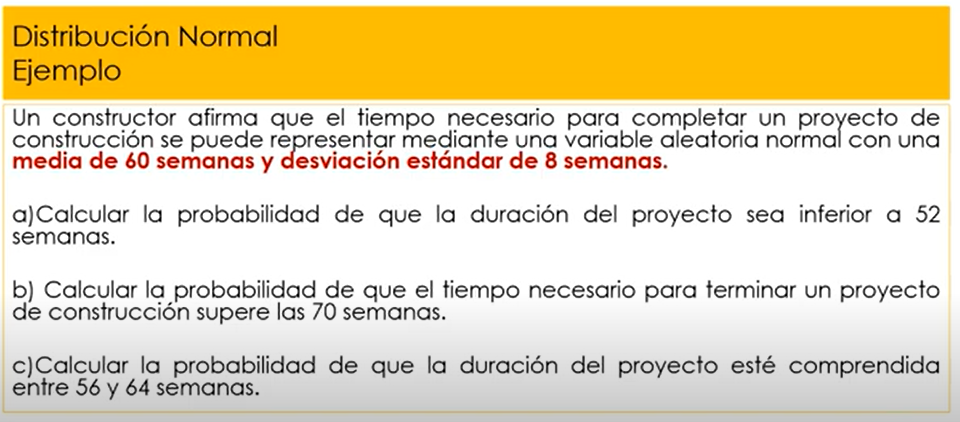 Distribución Normal
Ejemplo
Un constructor afirma que el tiempo necesario para completar un proyecto de
construcción se puede representar mediante una variable aleatoria normal con una
media de 60 semanas y desviación estándar de 8 semanas.
a)Calcular la probabilidad de que la duración del proyecto sea inferior a 52
semanas.
b) Calcular la probabilidad de que el tiempo necesario para terminar un proyecto
de construcción supere las 70 semanas.
c)Calcular la probabilidad de que la duración del proyecto esté comprendida
entre 56 y 64 semanas.